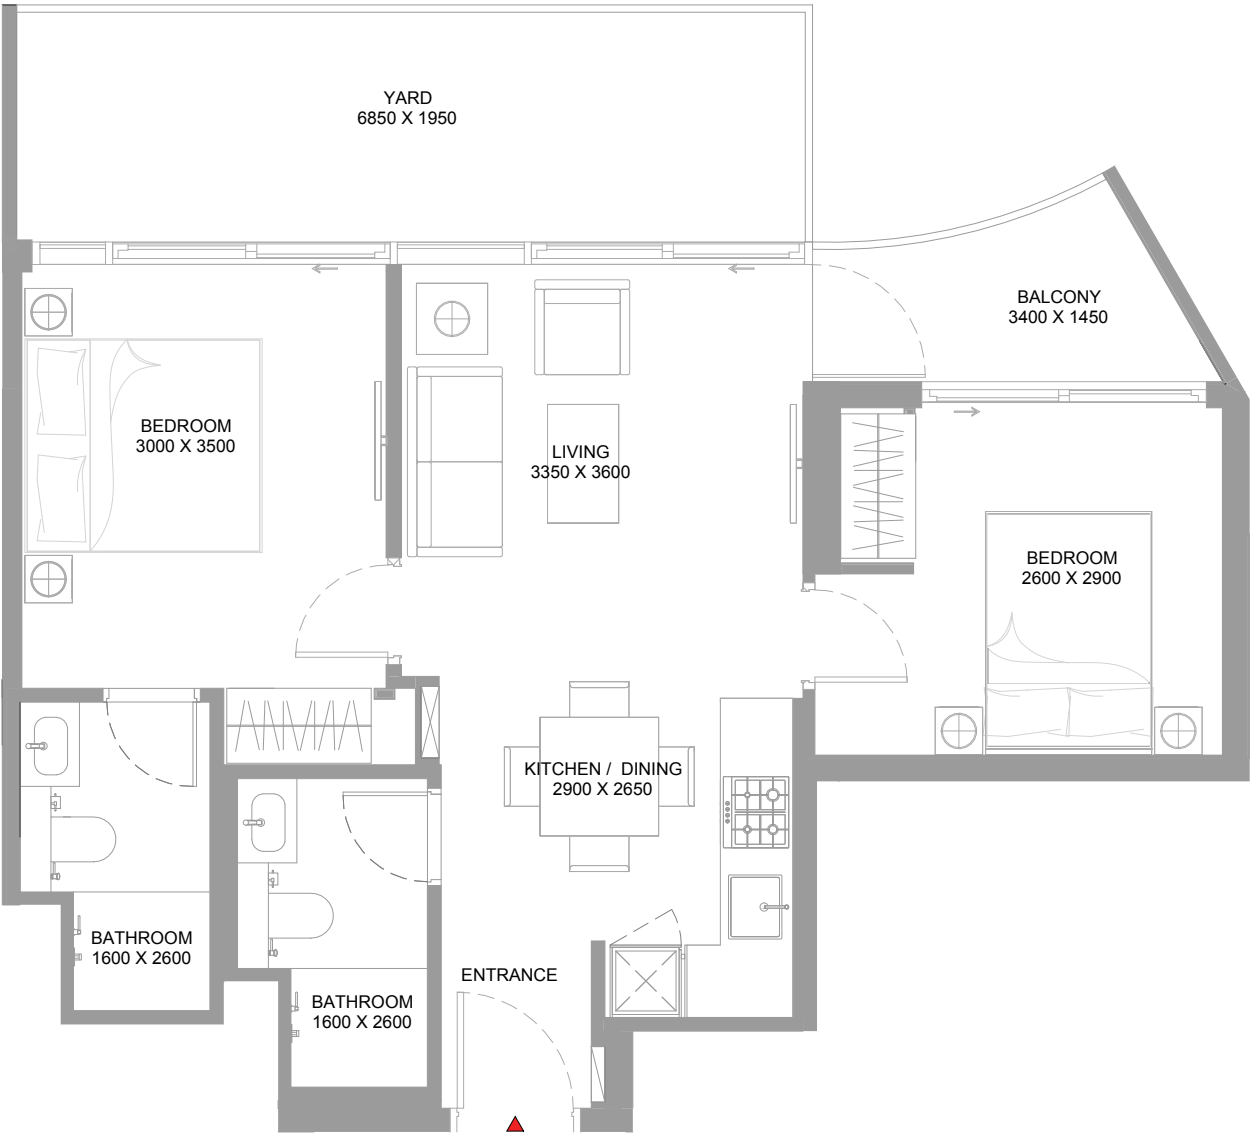 YARD
6850 X 1950
BALCONY
3400 X 1450
BEDROOM
3000 X 3500
LIVING
3350 X 3600
BEDROOM
2600 X 2900
KITCHEN / DINING
2900 X 2650
BATHROOM
1600 X 2600
ENTRANCE
BATHROOM
1600 X 2600